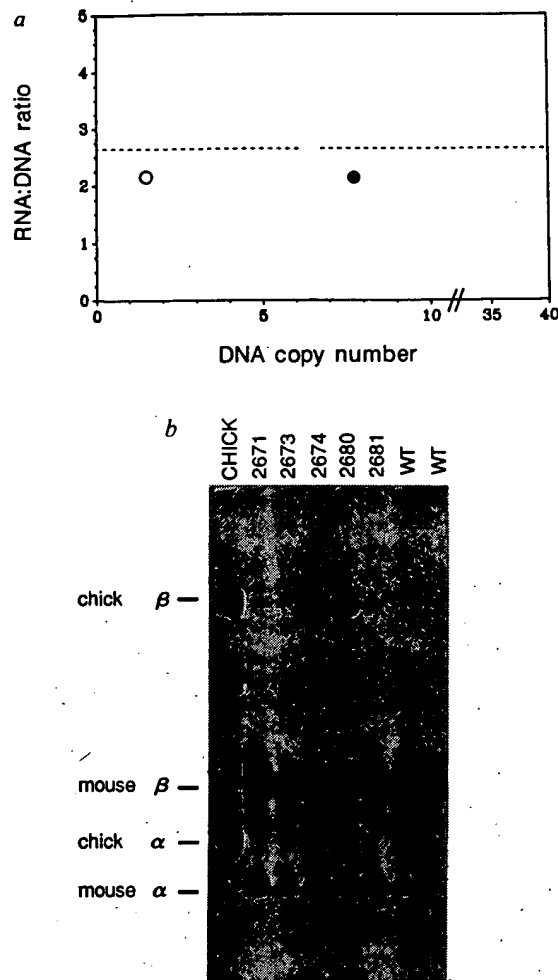 a
5
4
3
2
1
0
RNA:DNA ratio
0 5 10 35 40
DNA copy number
b
CHICK 2671 2673 2674 2680 2681 WT WT
chick β
mouse β
chick α
mouse α